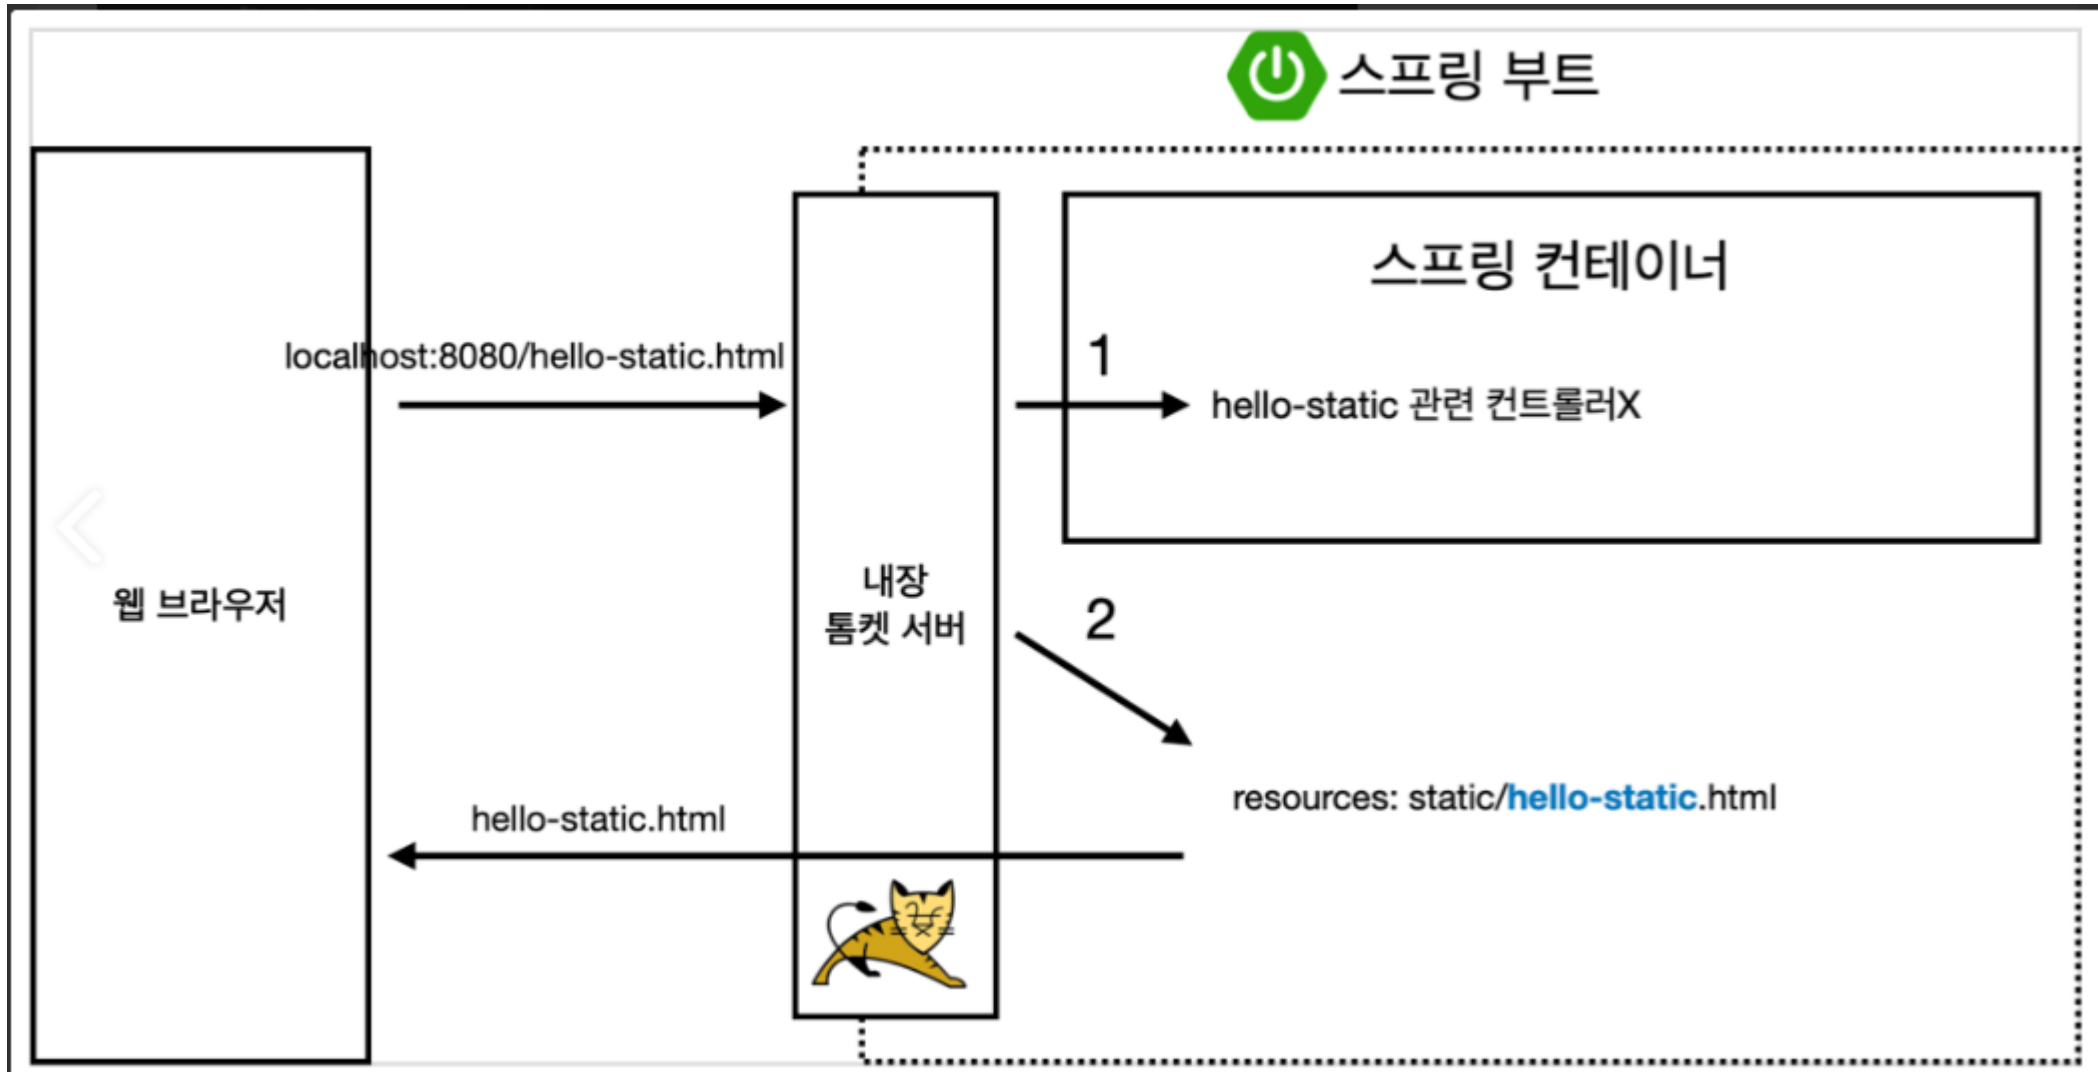 스프링 부트
스프링 컨테이너
localhost:8080/hello-static.html
1
hello-static 관련 컨트롤러X
웹 브라우저
내장
톰켓 서버
2
resources: static/hello-static.html
hello-static.html